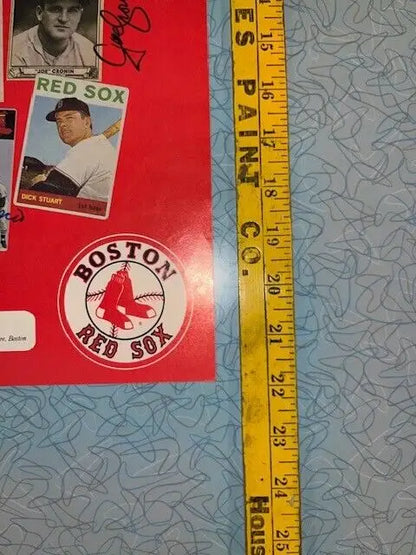 "JOE" CRONIN
RED SOX
DICK STUART
1st base
BOSTON
RED SOX
®
Boston
ES PAINT CO.
Hous
15
16
17
18
19
20
21
22
23
24
25